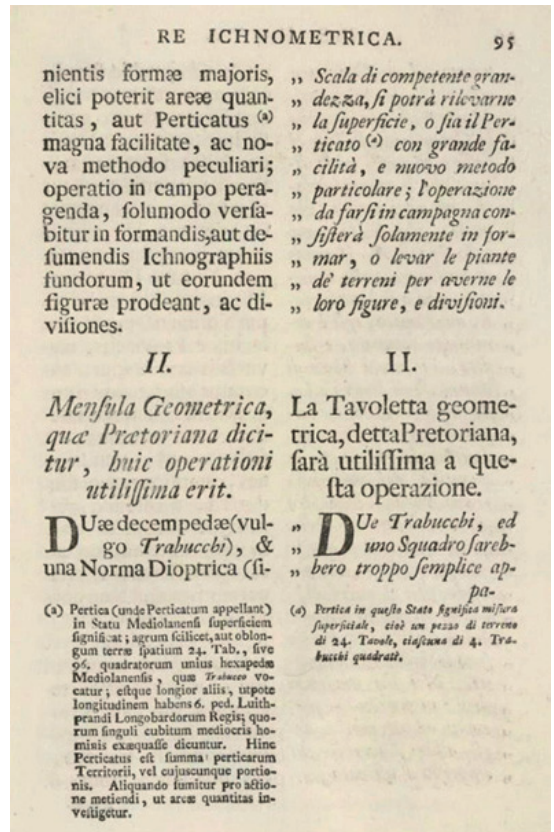 RE ICHNOMETRICA. 95
nientis formæ majoris,
elici poterit areæ quan-
titas, aut Perticatus (a)
magna facilitate, ac no-
va methodo peculiari;
operatio in campo pera-
genda, ſolumodo verſa-
bitur in formandis, aut de-
ſumendis Ichnographiis
fundorum, ut eorundem
figuræ prodeant, ac di-
viſiones.
II.
Menſula Geometrica,
quæ Prætoriana dici-
tur, huic operationi
utiliſſima erit.
DUæ decempedæ (vul-
go Trabucchi), &
una Norma Dioptrica (ſi-
(a) Pertica (unde Perticatum appellant)
in Statu Mediolanenſi ſuperficiem
ſignificat; agrum ſcilicet, aut oblon-
gum terræ ſpatium 24. Tab., ſive
96. quadratorum unius hexapedæ
Mediolanenſis, quæ Trabucco vo-
catur; eſtque longior aliis, utpote
longitudinem habens 6. ped. Luith-
prandi Longobardorum Regis; quo-
rum ſinguli cubitum mediocris ho-
minis exæquaſſe dicuntur. Hinc
Perticatus eſt ſumma perticarum
Territorii, vel cujuscunque portio-
nis. Aliquando ſumitur pro actio-
ne metiendi, ut areæ quantitas in-
veſtigetur.
„ Scala di competente gran-
„ dezza, ſi potrà rilevarne
„ la ſuperficie, o ſia il Per-
„ ticato (a) con grande fa-
„ cilità, e nuovo metodo
„ particolare; l'operazione
„ da farſi in campagna con-
„ ſiſterà ſolamente in for-
„ mar, o levar le piante
„ de' terreni per averne le
„ loro figure, e diviſioni.
II.
La Tavoletta geome-
trica, detta Pretoriana,
ſarà utiliſſima a que-
ſta operazione.
„ DUe Trabucchi, ed
„ uno Squadro ſareb-
„ bero troppo ſemplice ap-
pa-
(a) Pertica in queſto Stato ſignifica miſura
ſuperficiale, cioè un pezzo di terreno
di 24. Tavole, ciaſcuna di 4. Tra-
bucchi quadrati.